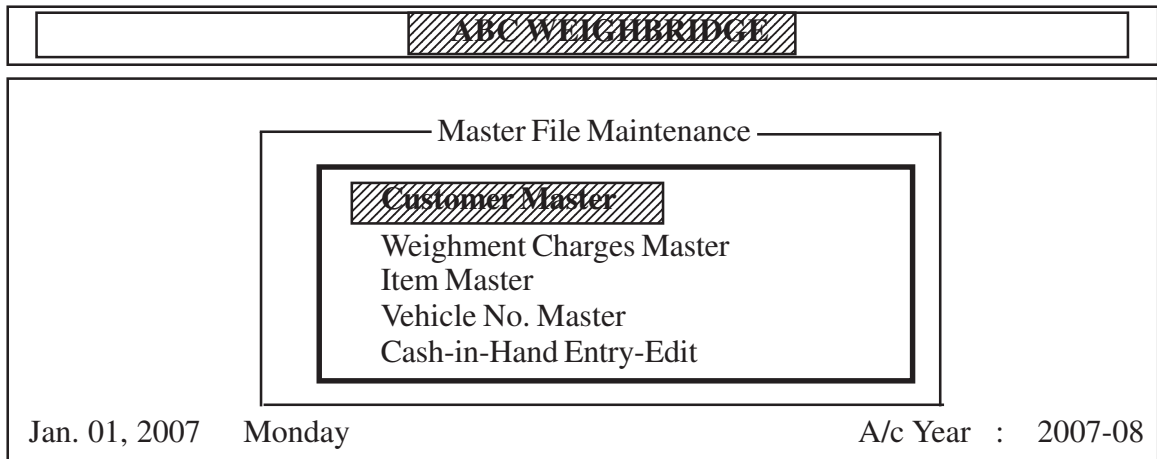 ABC WEIGHBRIDGE
Master File Maintenance
Customer Master
Weighment Charges Master
Item Master
Vehicle No. Master
Cash-in-Hand Entry-Edit
Jan. 01, 2007 Monday A/c Year : 2007-08